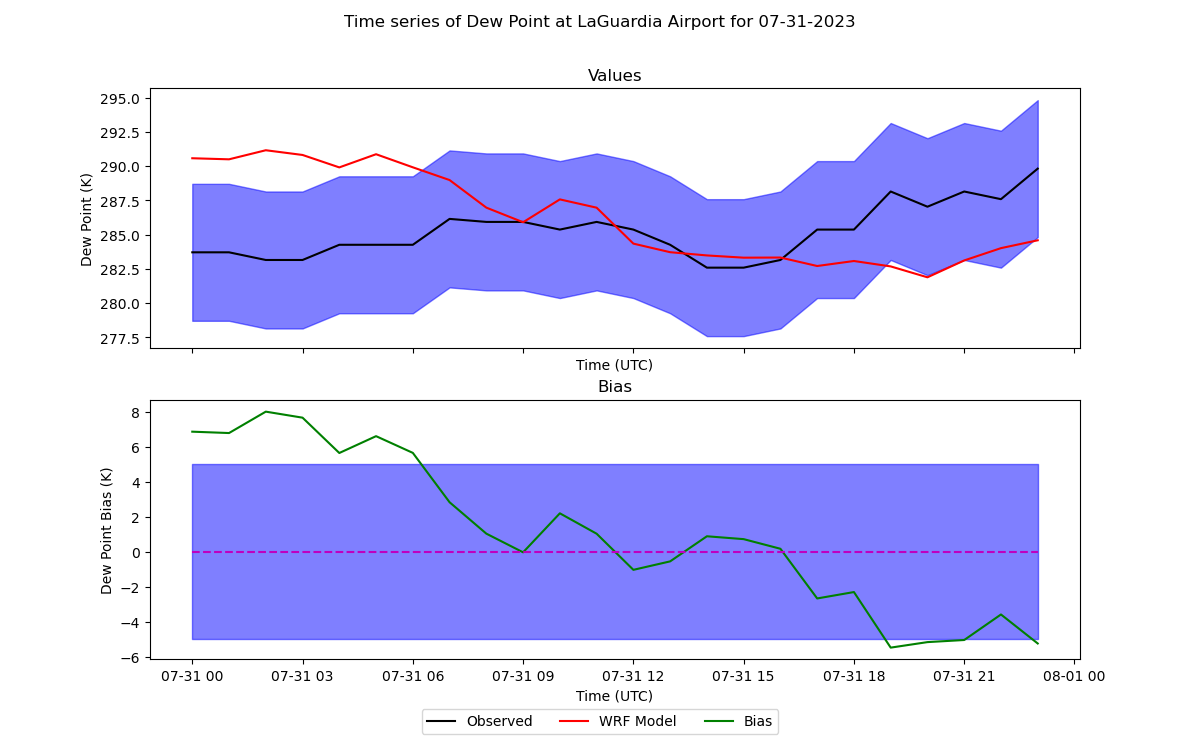 Time series of Dew Point at LaGuardia Airport for 07-31-2023
Values
Dew Point (K)
295.0
292.5
290.0
287.5
285.0
282.5
280.0
277.5
Time (UTC)
Bias
Dew Point Bias (K)
8
6
4
2
0
−2
−4
−6
07-31 00 07-31 03 07-31 06 07-31 09 07-31 12 07-31 15 07-31 18 07-31 21 08-01 00
Time (UTC)
Observed WRF Model Bias